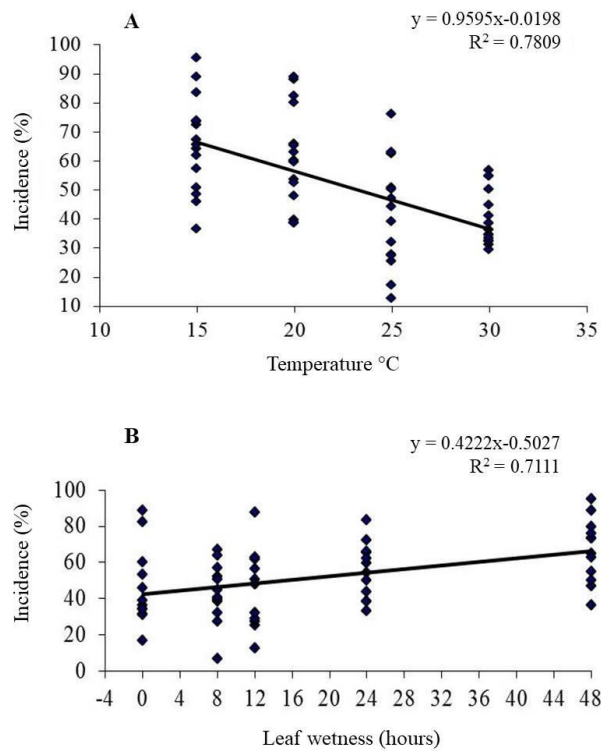 A
y = 0.9595x-0.0198
R² = 0.7809
100
90
80
70
60
50
40
30
20
10
Incidence (%)
10 15 20 25 30 35
Temperature °C
B
y = 0.4222x-0.5027
R² = 0.7111
100
80
60
40
20
0
Incidence (%)
-4 0 4 8 12 16 20 24 28 32 36 40 44 48
Leaf wetness (hours)